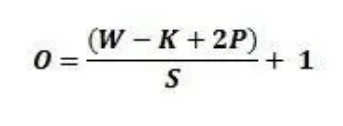 O = (W − K + 2P) / S + 1